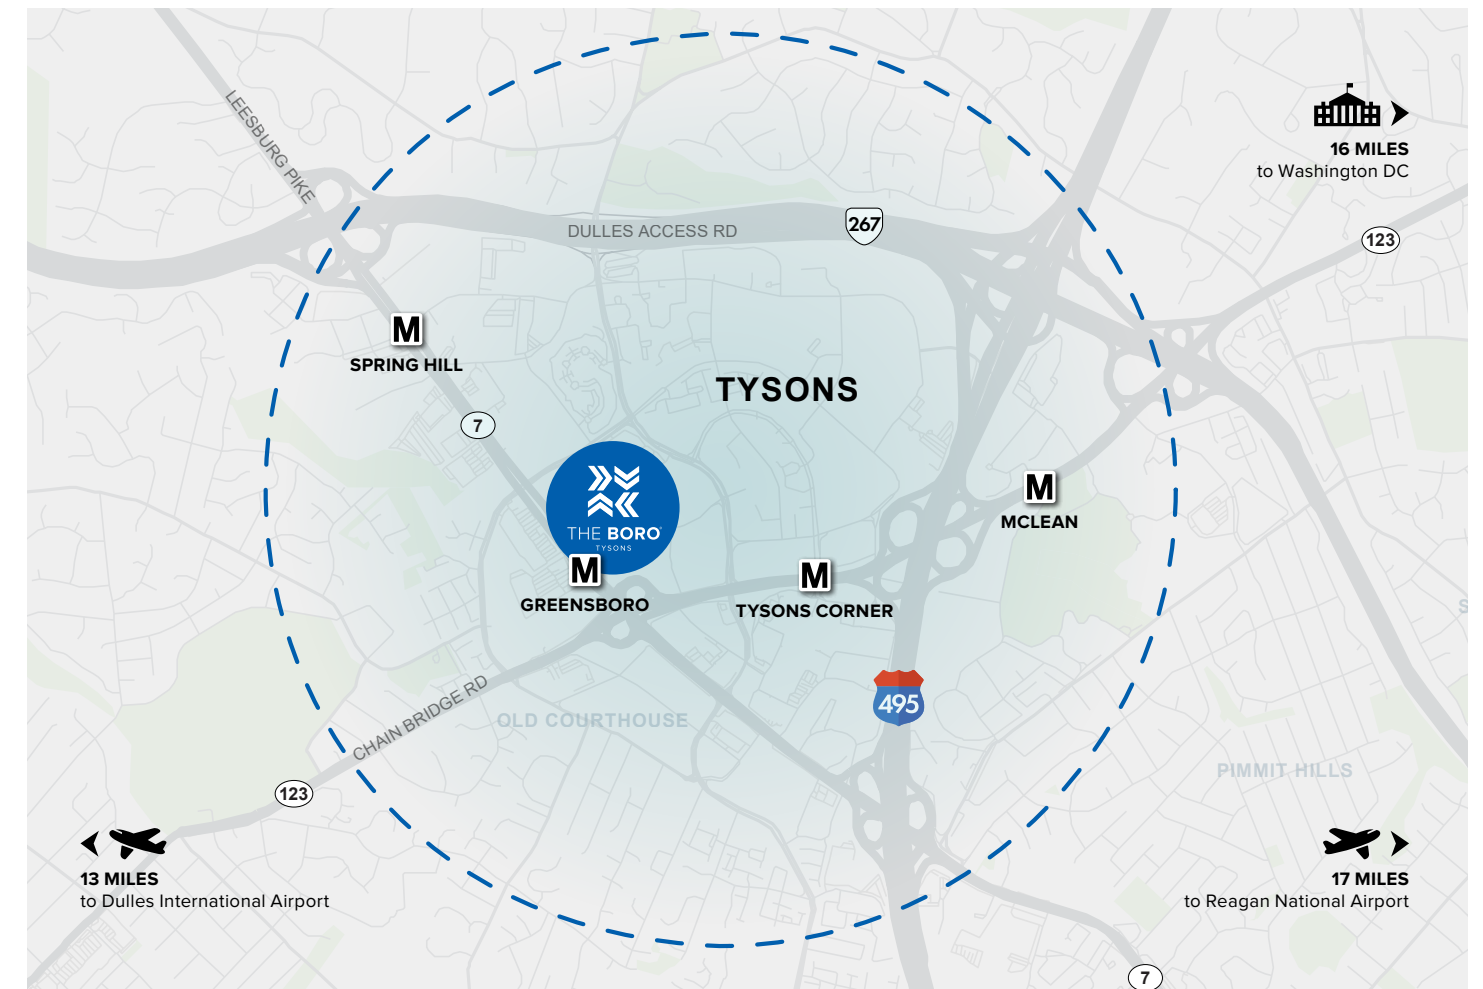 LEESBURG PIKE
16 MILES
to Washington DC
DULLES ACCESS RD
267
123
M
SPRING HILL
TYSONS
7
THE BORO
TYSONS
M
GREENSBORO
M
TYSONS CORNER
M
MCLEAN
495
CHAIN BRIDGE RD
OLD COURTHOUSE
PIMMIT HILLS
123
13 MILES
to Dulles International Airport
17 MILES
to Reagan National Airport
7